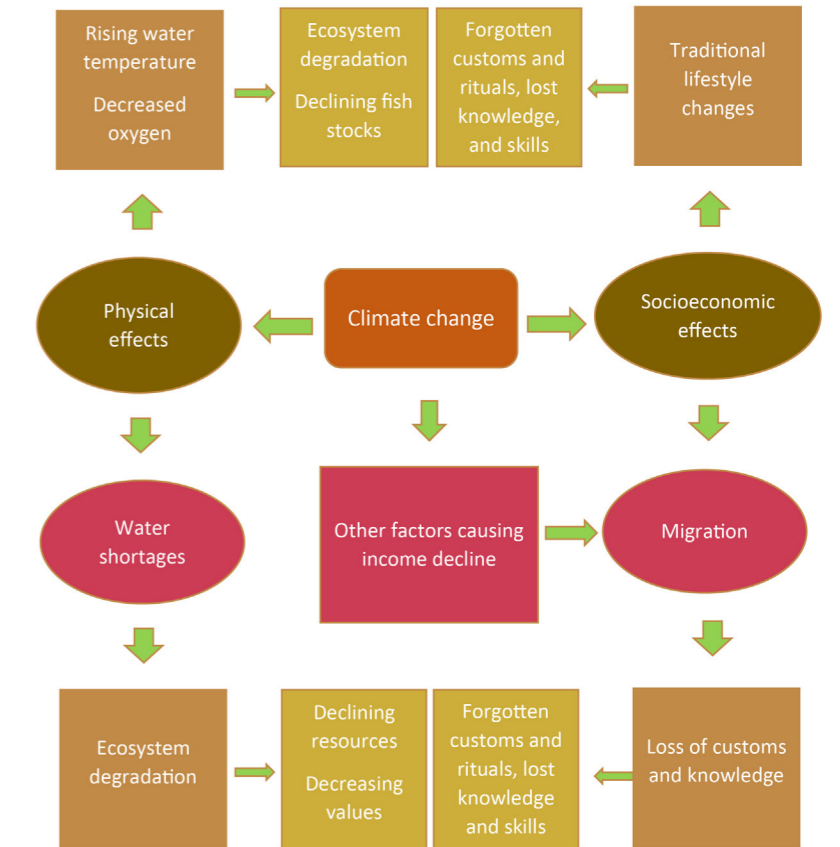 Rising water
temperature
Decreased
oxygen
Ecosystem
degradation
Declining fish
stocks
Forgotten
customs and
rituals, lost
knowledge,
and skills
Traditional
lifestyle
changes
Physical
effects
Climate change
Socioeconomic
effects
Water
shortages
Other factors causing
income decline
Migration
Ecosystem
degradation
Declining
resources
Decreasing
values
Forgotten
customs and
rituals, lost
knowledge
and skills
Loss of customs
and knowledge